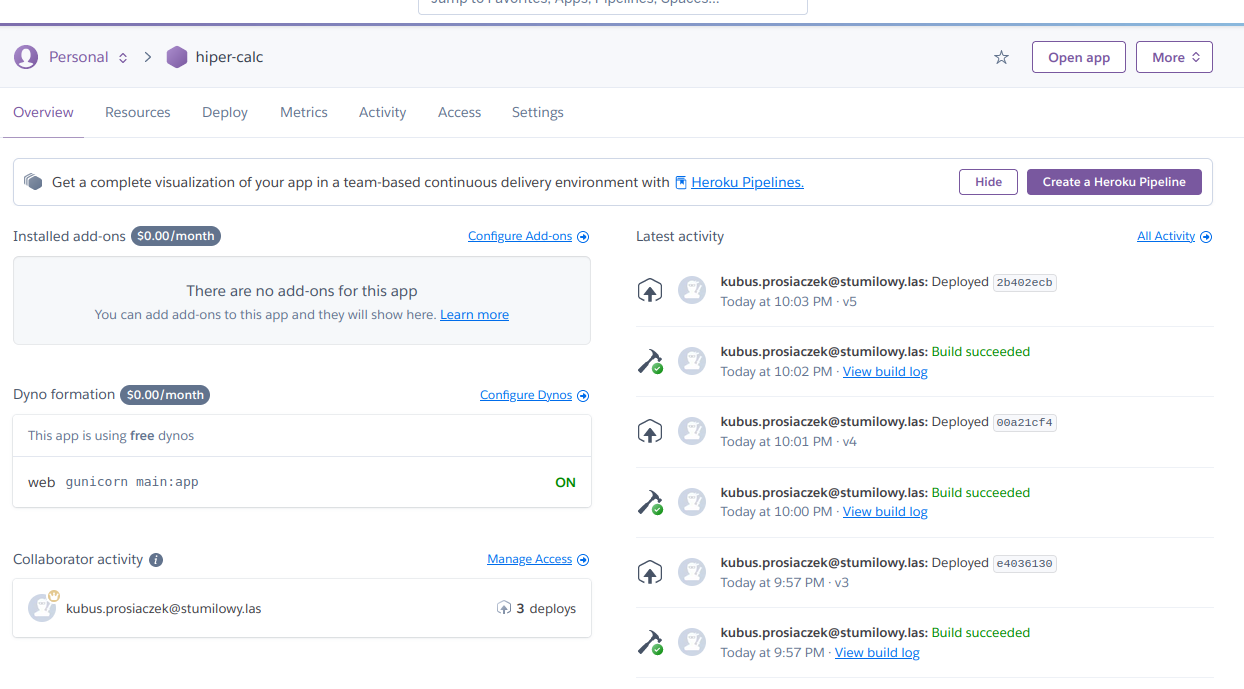 Jump to Favorites, Apps, Pipelines, Spaces...
Personal hiper-calc Open app More
Overview Resources Deploy Metrics Activity Access Settings
Get a complete visualization of your app in a team-based continuous delivery environment with Heroku Pipelines. Hide Create a Heroku Pipeline
Installed add-ons $0.00/month Configure Add-ons
There are no add-ons for this app
You can add add-ons to this app and they will show here. Learn more
Dyno formation $0.00/month Configure Dynos
This app is using free dynos
web gunicorn main:app ON
Collaborator activity i Manage Access
kubus.prosiaczek@stumilowy.las 3 deploys
Latest activity All Activity
kubus.prosiaczek@stumilowy.las: Deployed 2b402ecb
Today at 10:03 PM · v5
kubus.prosiaczek@stumilowy.las: Build succeeded
Today at 10:02 PM · View build log
kubus.prosiaczek@stumilowy.las: Deployed 00a21cf4
Today at 10:01 PM · v4
kubus.prosiaczek@stumilowy.las: Build succeeded
Today at 10:00 PM · View build log
kubus.prosiaczek@stumilowy.las: Deployed e4036130
Today at 9:57 PM · v3
kubus.prosiaczek@stumilowy.las: Build succeeded
Today at 9:57 PM · View build log